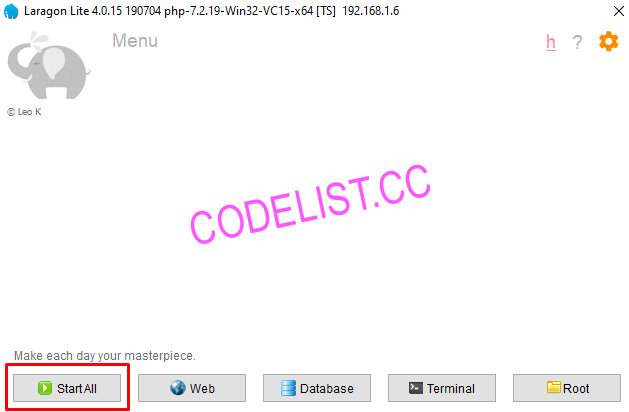 Laragon Lite 4.0.15 190704 php-7.2.19-Win32-VC15-x64 [TS] 192.168.1.6
Menu
h ?
© Leo K
CODELIST.CC
Make each day your masterpiece.
Start All Web Database Terminal Root